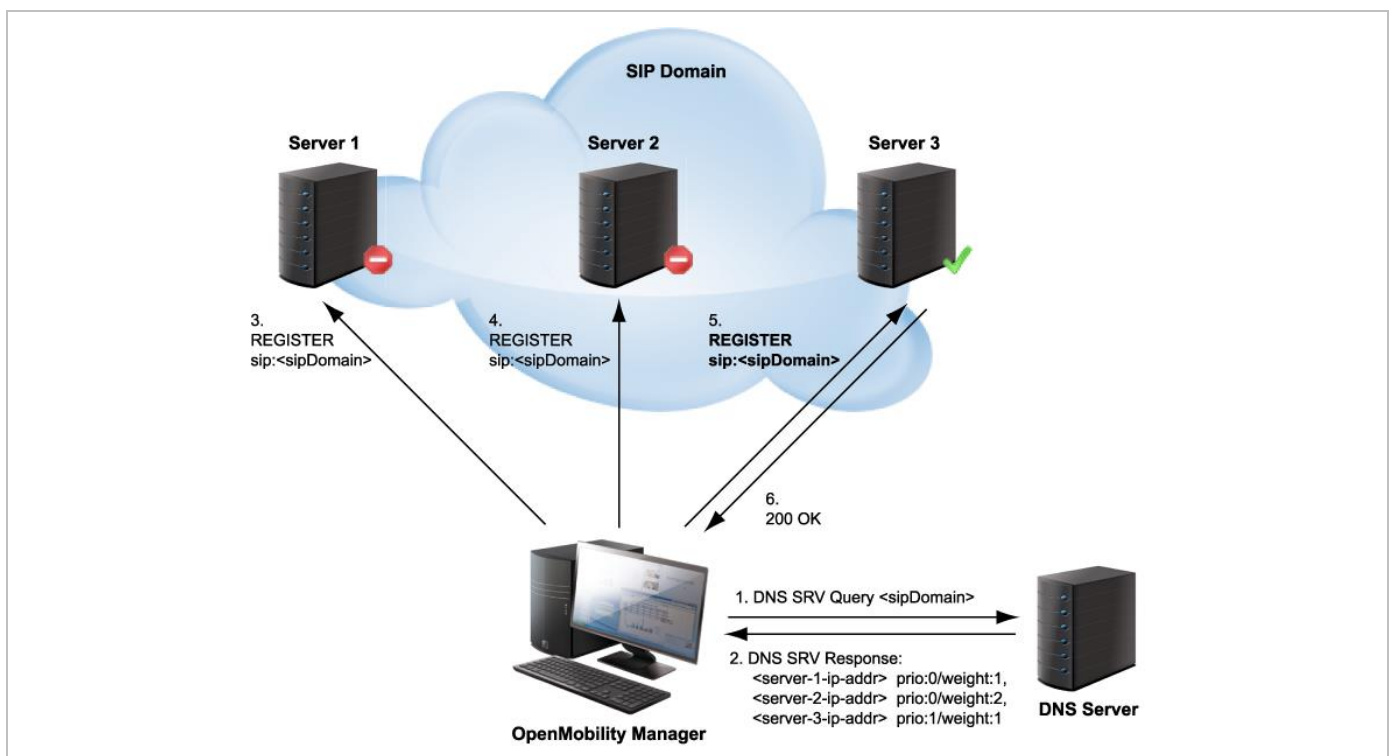 SIP Domain
Server 1
Server 2
Server 3
3.
REGISTER
sip:<sipDomain>
4.
REGISTER
sip:<sipDomain>
5.
REGISTER
sip:<sipDomain>
6.
200 OK
1. DNS SRV Query <sipDomain>
2. DNS SRV Response:
<server-1-ip-addr> prio:0/weight:1,
<server-2-ip-addr> prio:0/weight:2,
<server-3-ip-addr> prio:1/weight:1
OpenMobility Manager
DNS Server